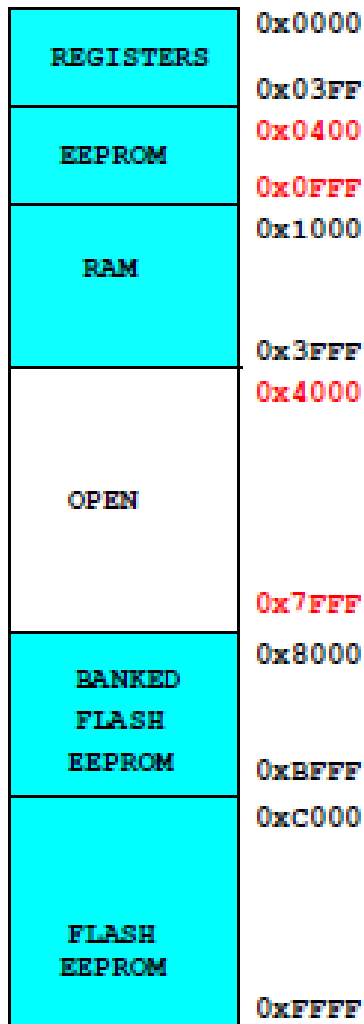 0x0000
REGISTERS
0x03FF
0x0400
EEPROM
0x0FFF
0x1000
RAM
0x3FFF
0x4000
OPEN
0x7FFF
0x8000
BANKED
FLASH
EEPROM
0xBFFF
0xC000
FLASH
EEPROM
0xFFFF